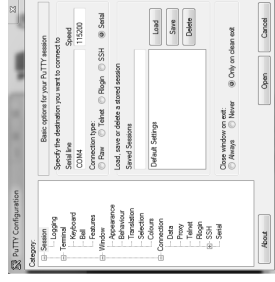 PuTTY Configuration
Category:
Session
Logging
Terminal
Keyboard
Bell
Features
Window
Appearance
Behaviour
Translation
Selection
Colours
Connection
Data
Proxy
Telnet
Rlogin
SSH
Serial
Basic options for your PuTTY session
Specify the destination you want to connect to
Serial line Speed
COM4 115200
Connection type:
Raw Telnet Rlogin SSH Serial
Load, save or delete a stored session
Saved Sessions
Default Settings
Load
Save
Delete
Close window on exit:
Always Never Only on clean exit
About Open Cancel